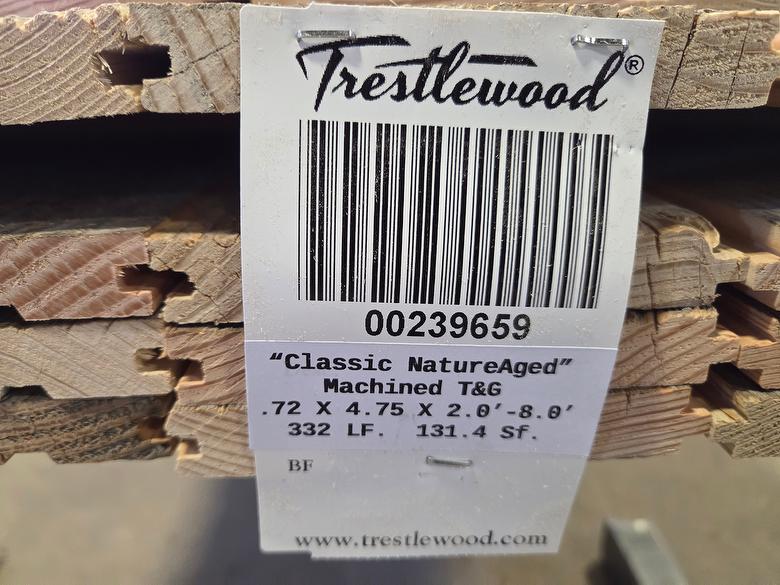 Trestlewood®
00239659
“Classic NatureAged”
Machined T&G
.72 X 4.75 X 2.0′-8.0′
332 LF. 131.4 Sf.
BF
www.trestlewood.com